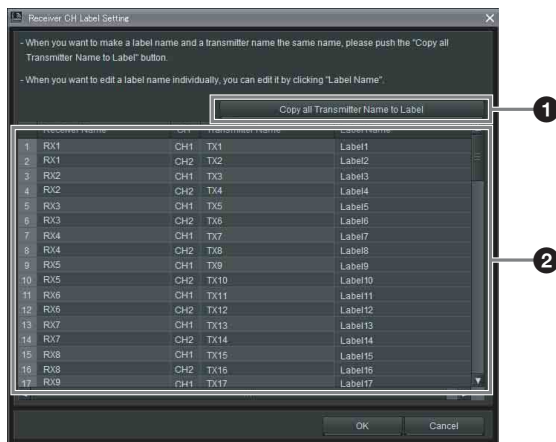 Receiver CH Label Setting
- When you want to make a label name and a transmitter name the same name, please push the "Copy all
Transmitter Name to Label" button.
- When you want to edit a label name individually, you can edit it by clicking "Label Name".
Copy all Transmitter Name to Label
1
Receiver Name CH Transmitter Name Label Name
1 RX1 CH1 TX1 Label1
2 RX1 CH2 TX2 Label2
3 RX2 CH1 TX3 Label3
4 RX2 CH2 TX4 Label4
5 RX3 CH1 TX5 Label5
6 RX3 CH2 TX6 Label6
7 RX4 CH1 TX7 Label7
8 RX4 CH2 TX8 Label8
9 RX5 CH1 TX9 Label9
2
10 RX5 CH2 TX10 Label10
11 RX6 CH1 TX11 Label11
12 RX6 CH2 TX12 Label12
13 RX7 CH1 TX13 Label13
14 RX7 CH2 TX14 Label14
15 RX8 CH1 TX15 Label15
16 RX8 CH2 TX16 Label16
17 RX9 CH1 TX17 Label17
OK Cancel